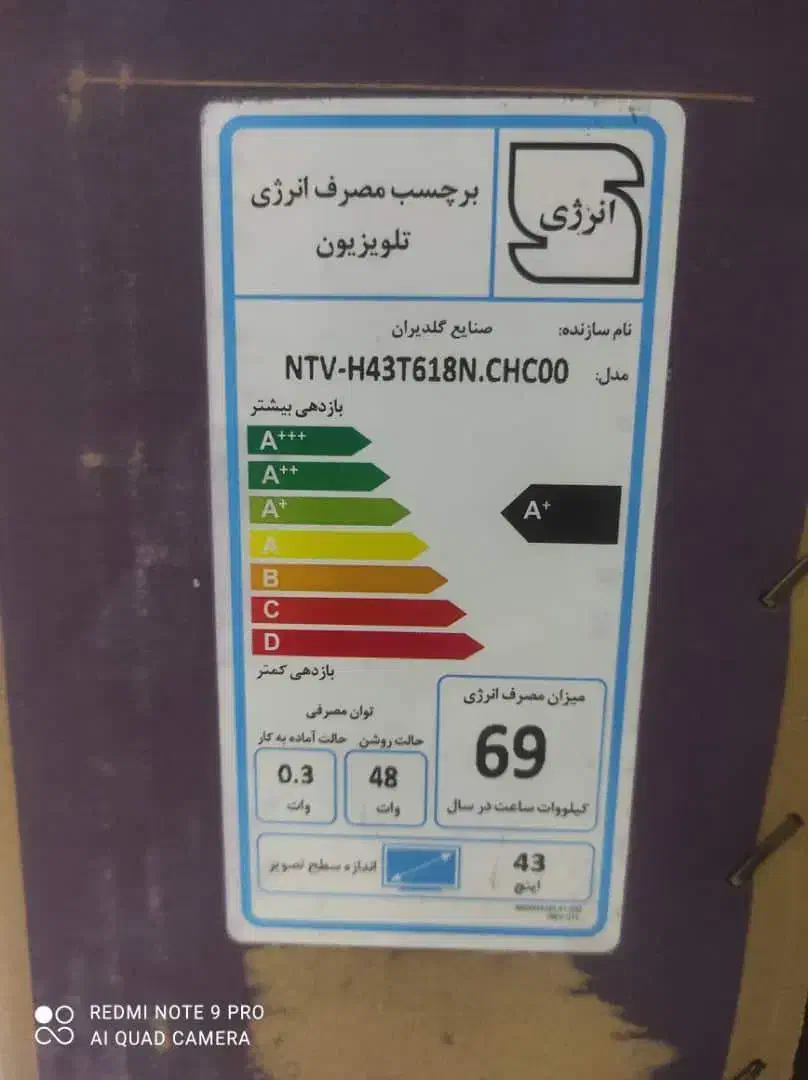 برچسب مصرف انرژی
تلویزیون
انرژی
نام سازنده: صنایع گلدیران
مدل: NTV-H43T618N.CHC00
بازدهی بیشتر
A+++
A++
A+
A
B
C
D
A+
بازدهی کمتر
میزان مصرف انرژی
69
کیلووات ساعت در سال
توان مصرفی
حالت روشن
48
وات
حالت آماده به کار
0.3
وات
43
اینچ
اندازه سطح تصویر
REDMI NOTE 9 PRO
AI QUAD CAMERA